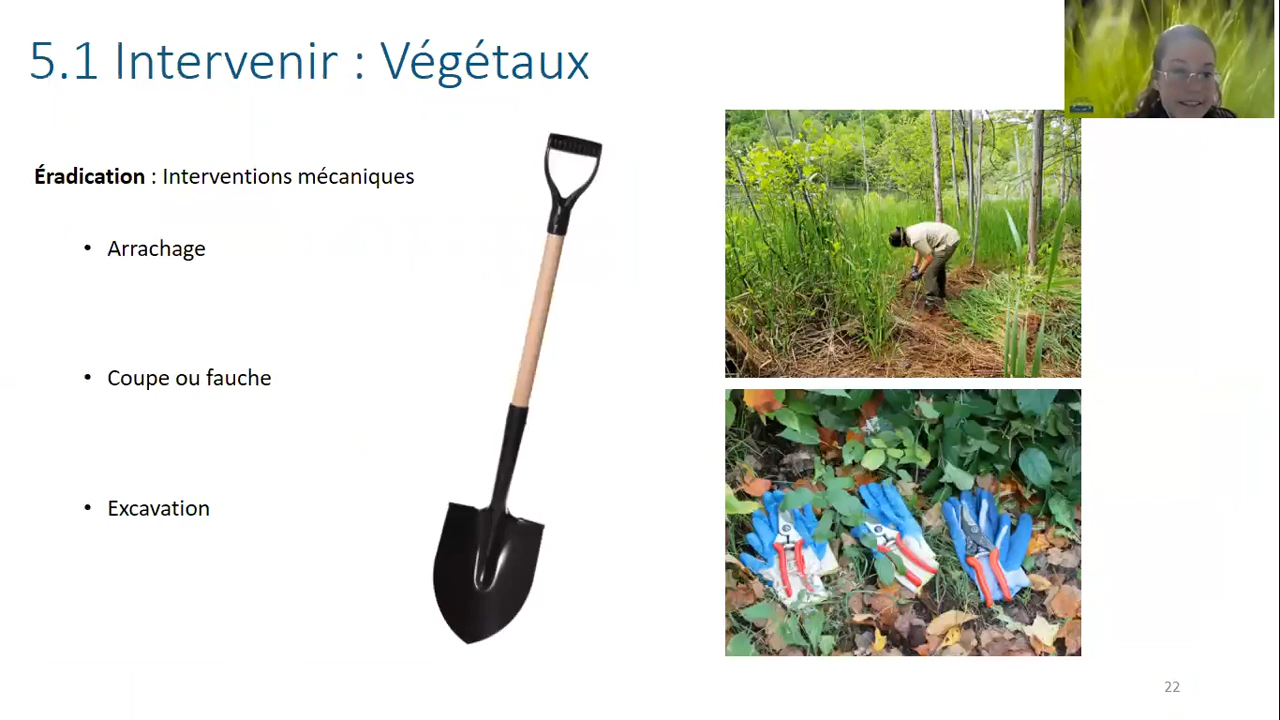 5.1 Intervenir : Végétaux
Éradication : Interventions mécaniques
• Arrachage
• Coupe ou fauche
• Excavation
22